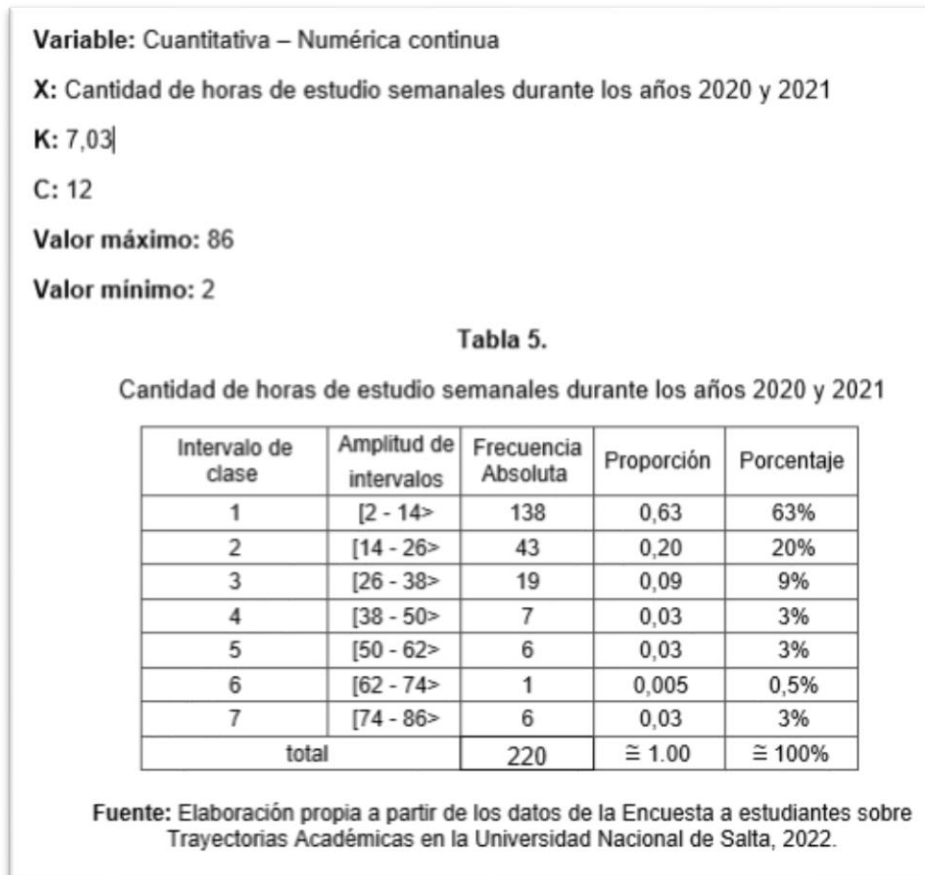 Variable: Cuantitativa – Numérica continua
X: Cantidad de horas de estudio semanales durante los años 2020 y 2021
K: 7,03
C: 12
Valor máximo: 86
Valor mínimo: 2
Tabla 5.
Cantidad de horas de estudio semanales durante los años 2020 y 2021
Intervalo de clase | Amplitud de intervalos | Frecuencia Absoluta | Proporción | Porcentaje
1 | [2 - 14> | 138 | 0,63 | 63%
2 | [14 - 26> | 43 | 0,20 | 20%
3 | [26 - 38> | 19 | 0,09 | 9%
4 | [38 - 50> | 7 | 0,03 | 3%
5 | [50 - 62> | 6 | 0,03 | 3%
6 | [62 - 74> | 1 | 0,005 | 0,5%
7 | [74 - 86> | 6 | 0,03 | 3%
total | 220 | ≅ 1.00 | ≅ 100%
Fuente: Elaboración propia a partir de los datos de la Encuesta a estudiantes sobre
Trayectorias Académicas en la Universidad Nacional de Salta, 2022.